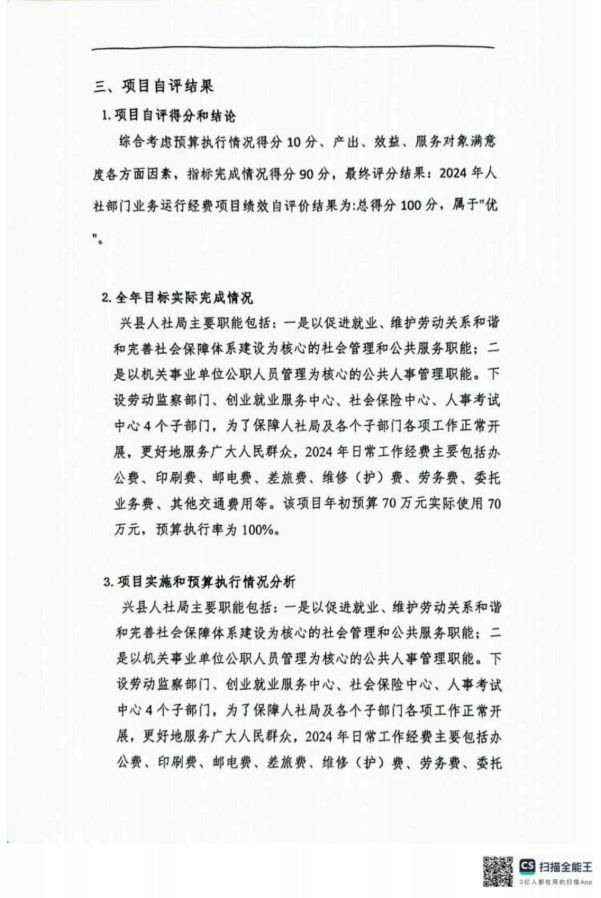 三、项目自评结果
1.项目自评得分和结论
综合考虑预算执行情况得分 10 分、产出、效益、服务对象满意
度各方面因素，指标完成情况得分 90 分，最终评分结果：2024 年人
社部门业务运行经费项目绩效自评价结果为:总得分 100 分，属于"优
"。
2.全年目标实际完成情况
兴县人社局主要职能包括：一是以促进就业、维护劳动关系和谐
和完善社会保障体系建设为核心的社会管理和公共服务职能；二
是以机关事业单位公职人员管理为核心的公共人事管理职能。下
设劳动监察部门、创业就业服务中心、社会保险中心、人事考试
中心 4 个子部门，为了保障人社局及各个子部门各项工作正常开
展，更好地服务广大人民群众，2024 年日常工作经费主要包括办
公费、印刷费、邮电费、差旅费、维修（护）费、劳务费、委托
业务费、其他交通费用等。该项目年初预算 70 万元实际使用 70
万元，预算执行率为 100%。
3.项目实施和预算执行情况分析
兴县人社局主要职能包括：一是以促进就业、维护劳动关系和谐
和完善社会保障体系建设为核心的社会管理和公共服务职能；二
是以机关事业单位公职人员管理为核心的公共人事管理职能。下
设劳动监察部门、创业就业服务中心、社会保险中心、人事考试
中心 4 个子部门，为了保障人社局及各个子部门各项工作正常开
展，更好地服务广大人民群众，2024 年日常工作经费主要包括办
公费、印刷费、邮电费、差旅费、维修（护）费、劳务费、委托
CS 扫描全能王
3亿人都在用的扫描App